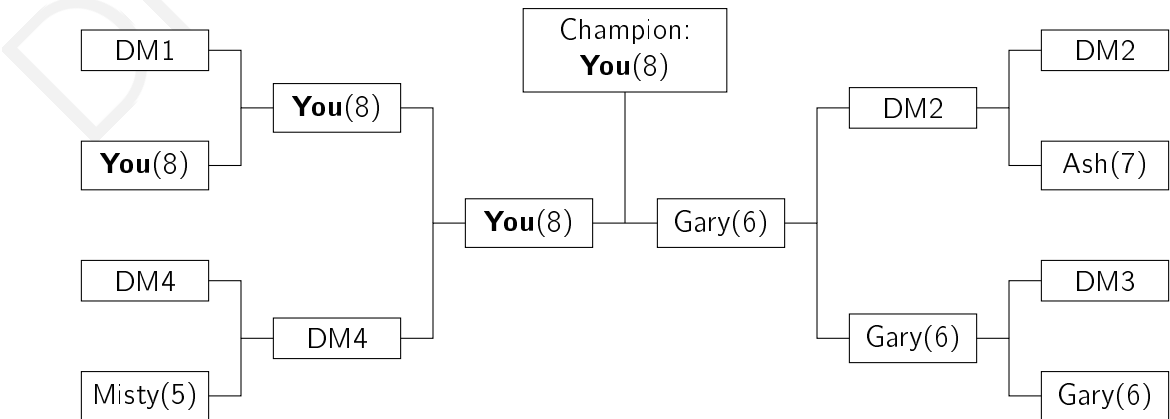 Champion:
You(8)
DM1
You(8)
DM4
Misty(5)
You(8)
DM4
You(8)
Gary(6)
DM2
Gary(6)
DM2
Ash(7)
DM3
Gary(6)